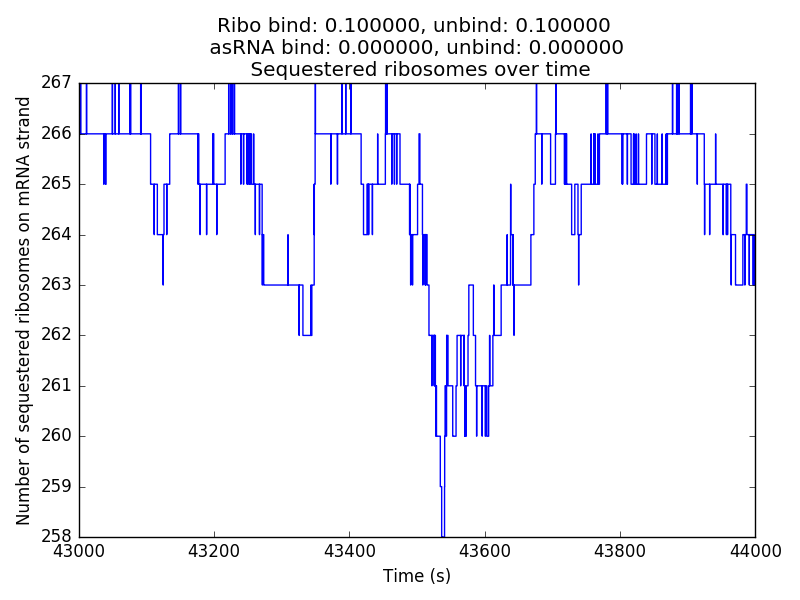 Ribo bind: 0.100000, unbind: 0.100000
asRNA bind: 0.000000, unbind: 0.000000
Sequestered ribosomes over time
Number of sequestered ribosomes on mRNA strand
267
266
265
264
263
262
261
260
259
258
43000 43200 43400 43600 43800 44000
Time (s)